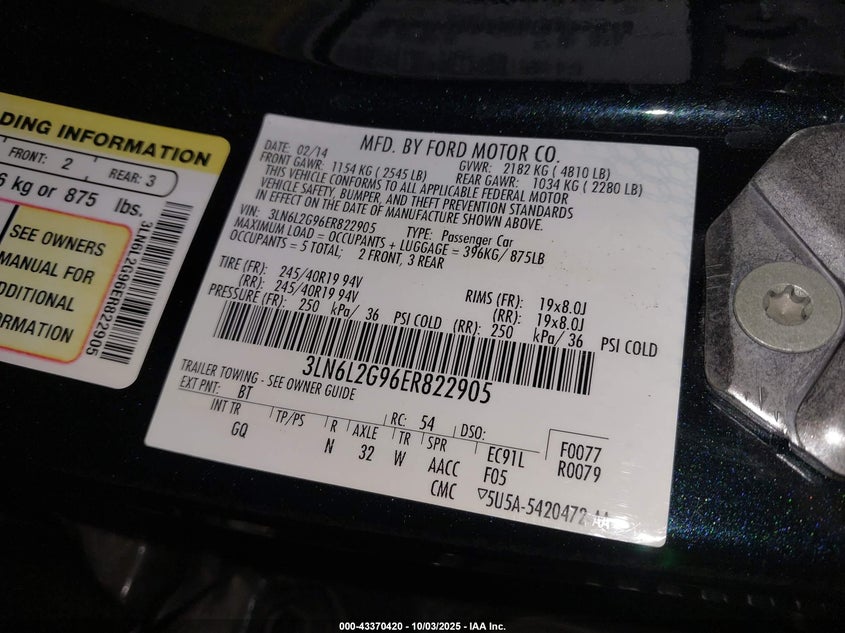 DING INFORMATION
FRONT: 2 REAR: 3
6 kg or 875 lbs.
SEE OWNERS
MANUAL FOR
DDITIONAL
RMATION
3LN6L2G96ER822905
MFD. BY FORD MOTOR CO.
DATE: 02/14 GVWR: 2182 KG ( 4810 LB)
FRONT GAWR: 1154 KG ( 2545 LB) REAR GAWR: 1034 KG ( 2280 LB)
THIS VEHICLE CONFORMS TO ALL APPLICABLE FEDERAL MOTOR
VEHICLE SAFETY, BUMPER, AND THEFT PREVENTION STANDARDS
IN EFFECT ON THE DATE OF MANUFACTURE SHOWN ABOVE.
VIN: 3LN6L2G96ER822905 TYPE: Passenger Car
MAXIMUM LOAD = OCCUPANTS + LUGGAGE = 396KG/ 875LB
OCCUPANTS = 5 TOTAL; 2 FRONT, 3 REAR
TIRE (FR): 245/40R19 94V RIMS (FR): 19x8.0J
(RR): 245/40R19 94V (RR): 19x8.0J
PRESSURE (FR): 250 kPa/ 36 PSI COLD (RR): 250 kPa/ 36 PSI COLD
3LN6L2G96ER822905
TRAILER TOWING - SEE OWNER GUIDE
EXT PNT: BT RC: 54 DSO:
INT TR TP/PS R AXLE TR SPR EC91L F0077
GQ N 32 W AACC F05 R0079
CMC ▽5U5A-5420472-AA
000-43370420 - 10/03/2025 - IAA Inc.